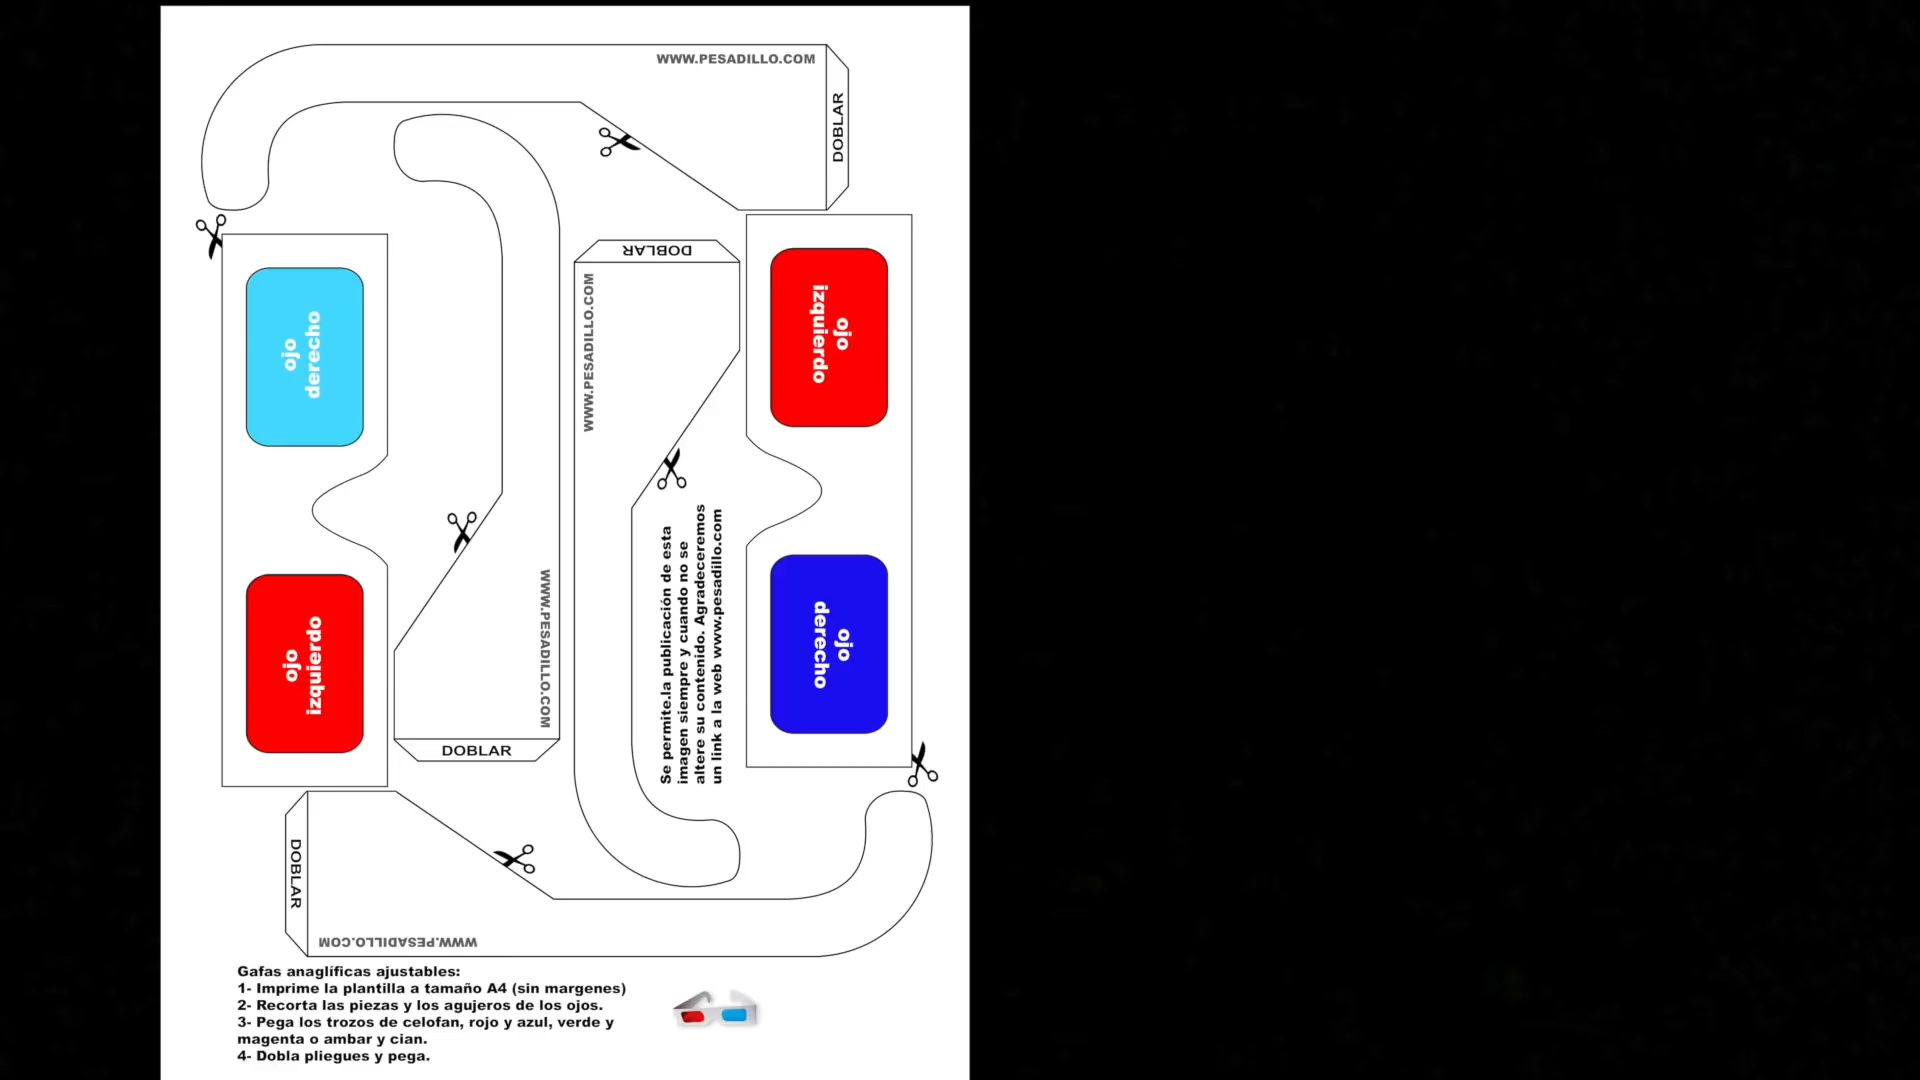 WWW.PESADILLO.COM
DOBLAR
DOBLAR
WWW.PESADILLO.COM
ojo
derecho
ojo
izquierdo
ojo
izquierdo
ojo
derecho
WWW.PESADILLO.COM
DOBLAR
Se permite.la publicación de esta
imagen siempre y cuando no se
altere su contenido. Agradeceremos
un link a la web www.pesadillo.com
DOBLAR
WWW.PESADILLO.COM
Gafas anaglíficas ajustables:
1- Imprime la plantilla a tamaño A4 (sin margenes)
2- Recorta las piezas y los agujeros de los ojos.
3- Pega los trozos de celofan, rojo y azul, verde y
magenta o ambar y cian.
4- Dobla pliegues y pega.